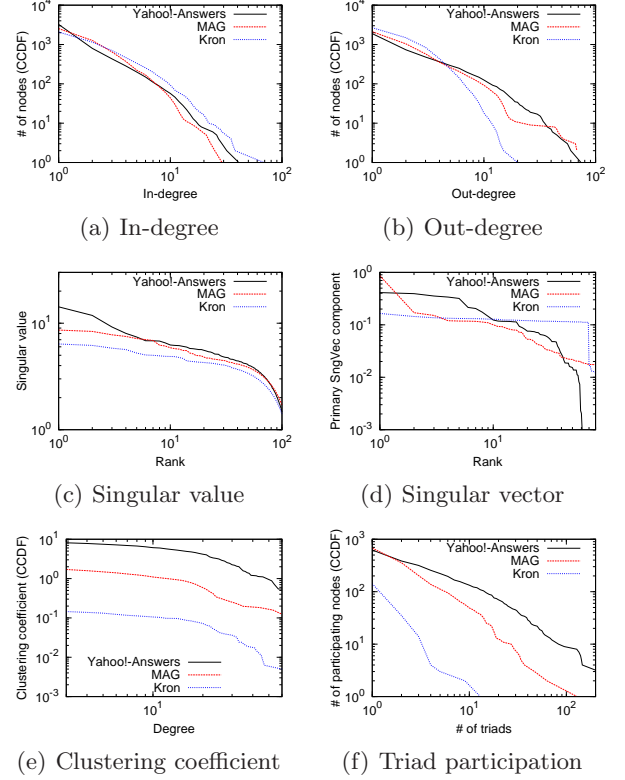 Yahoo!-Answers
MAG
Kron
# of nodes (CCDF)
10^4
10^3
10^2
10^1
10^0
10^0 10^1 10^2
In-degree
(a) In-degree
Yahoo!-Answers
MAG
Kron
# of nodes (CCDF)
10^4
10^3
10^2
10^1
10^0
10^0 10^1 10^2
Out-degree
(b) Out-degree
Yahoo!-Answers
MAG
Kron
Singular value
10^1
10^0
10^0 10^1 10^2
Rank
(c) Singular value
Yahoo!-Answers
MAG
Kron
Primary SngVec component
10^0
10^-1
10^-2
10^-3
10^0 10^1
Rank
(d) Singular vector
Clustering coefficient (CCDF)
10^1
10^0
10^-1
10^-2
10^-3
Yahoo!-Answers
MAG
Kron
10^1
Degree
(e) Clustering coefficient
Yahoo!-Answers
MAG
Kron
# of participating nodes (CCDF)
10^3
10^2
10^1
10^0
10^0 10^1 10^2
# of triads
(f) Triad participation